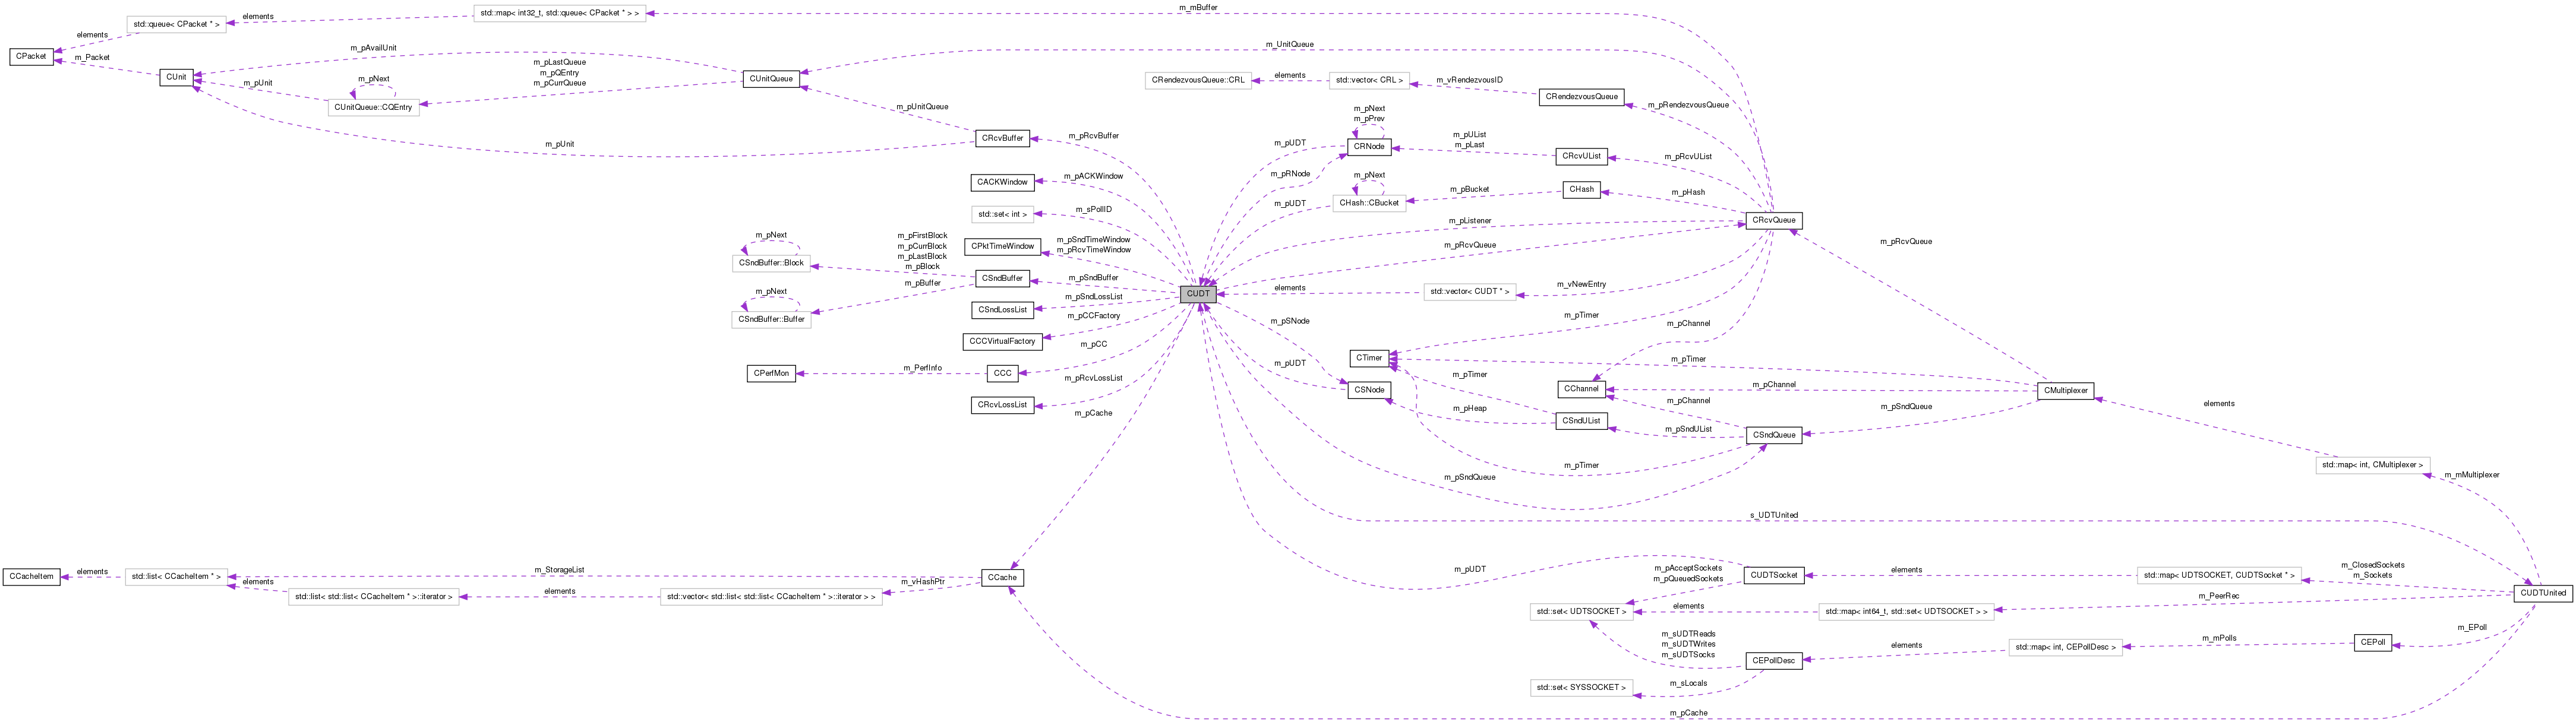 m_mBuffer
std::map< int32_t, std::queue< CPacket * > >
elements
std::queue< CPacket * >
elements
m_UnitQueue
m_pAvailUnit
CPacket
m_Packet
m_pLastQueue
m_pQEntry
m_pCurrQueue
CUnit
m_pUnit
m_pNext
CUnitQueue
CUnitQueue::CQEntry
CRendezvousQueue::CRL
elements
std::vector< CRL >
m_vRendezvousID
CRendezvousQueue
m_pRendezvousQueue
m_pUnitQueue
m_pNext
m_pPrev
CRcvBuffer
m_pRcvBuffer
m_pUnit
m_pUDT
CRNode
m_pUList
m_pLast
CRcvUList
m_pRcvUList
CACKWindow
m_pACKWindow
m_pRNode
m_pNext
CHash::CBucket
m_pBucket
CHash
m_pHash
std::set< int >
m_sPollID
m_pUDT
m_pListener
CRcvQueue
m_pNext
CSndBuffer::Block
m_pFirstBlock
m_pCurrBlock
m_pLastBlock
m_pBlock
CPktTimeWindow
m_pSndTimeWindow
m_pRcvTimeWindow
m_pRcvQueue
m_pRcvQueue
CSndBuffer
m_pSndBuffer
m_pBuffer
m_pNext
CSndBuffer::Buffer
CUDT
elements
std::vector< CUDT * >
m_vNewEntry
CSndLossList
m_pSndLossList
m_pCCFactory
CCCVirtualFactory
m_pSNode
m_pTimer
m_pChannel
m_pCC
CTimer
m_pTimer
CPerfMon
m_PerfInfo
CCC
m_pUDT
m_pRcvLossList
CRcvLossList
CSNode
m_pTimer
CChannel
m_pChannel
CMultiplexer
m_pCache
m_pHeap
CSndUList
m_pChannel
m_pSndUList
m_pSndQueue
CSndQueue
elements
m_pTimer
m_pSndQueue
std::map< int, CMultiplexer >
m_mMultiplexer
s_UDTUnited
CCacheItem
elements
std::list< CCacheItem * >
m_StorageList
CCache
m_pUDT
m_pAcceptSockets
m_pQueuedSockets
CUDTSocket
elements
std::map< UDTSOCKET, CUDTSocket * >
m_ClosedSockets
m_Sockets
elements
std::list< std::list< CCacheItem * >::iterator >
elements
std::vector< std::list< std::list< CCacheItem * >::iterator > >
m_vHashPtr
CUDTUnited
std::set< UDTSOCKET >
elements
std::map< int64_t, std::set< UDTSOCKET > >
m_PeerRec
m_sUDTReads
m_sUDTWrites
m_sUDTSocks
CEPollDesc
elements
std::map< int, CEPollDesc >
m_mPolls
CEPoll
m_EPoll
std::set< SYSSOCKET >
m_sLocals
m_pCache